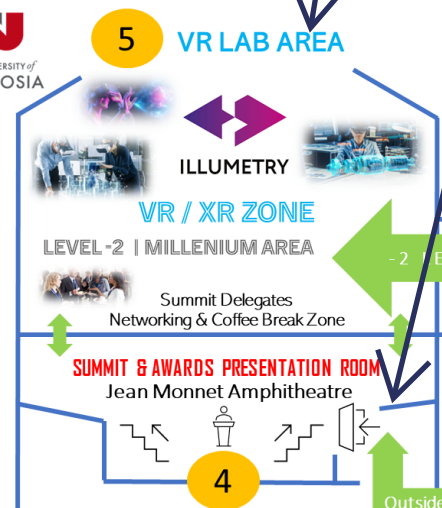 5
VR LAB AREA
OSIA
ILLUMETRY
VR / XR ZONE
LEVEL -2 | MILLENIUM AREA
-2
Summit Delegates
Networking & Coffee Break Zone
SUMMIT & AWARDS PRESENTATION ROOM
Jean Monnet Amphitheatre
4
Outside